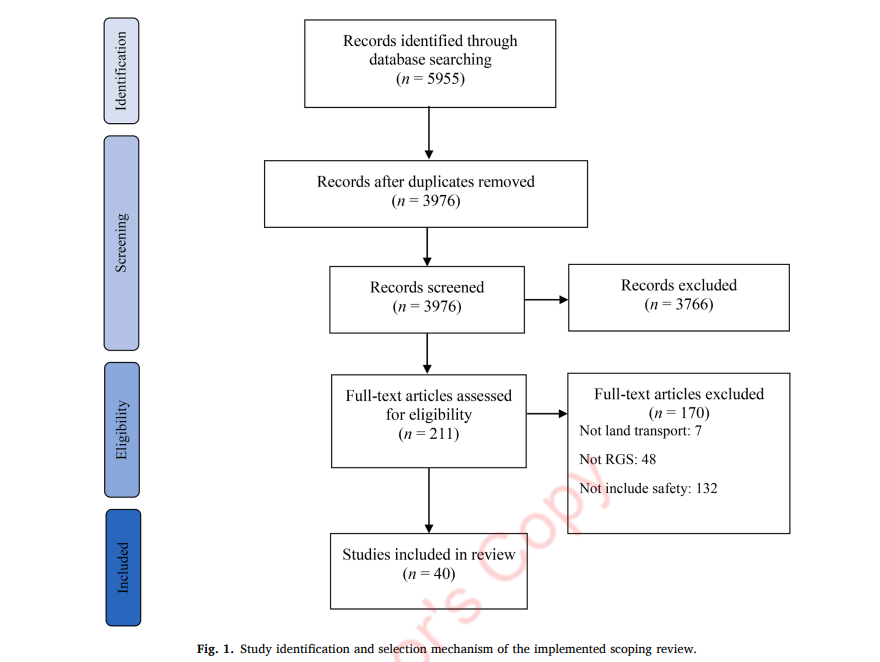 Identification
Records identified through
database searching
(n = 5955)
Screening
Records after duplicates removed
(n = 3976)
Records screened
(n = 3976)
Records excluded
(n = 3766)
Eligibility
Full-text articles assessed
for eligibility
(n = 211)
Full-text articles excluded
(n = 170)
Not land transport: 7
Not RGS: 48
Not include safety: 132
Included
Studies included in review
(n = 40)
or's Copy
Fig. 1. Study identification and selection mechanism of the implemented scoping review.